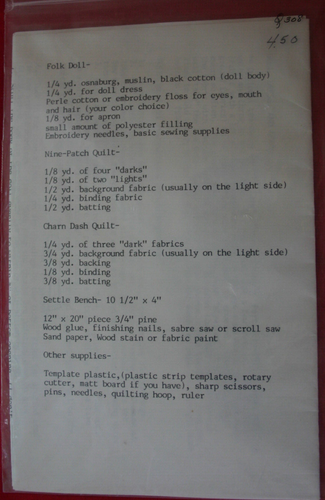 450
Folk Doll-
1/4 yd. osnaburg, muslin, black cotton (doll body)
1/4 yd. for doll dress
Perle cotton or embroidery floss for eyes, mouth
and hair (your color choice)
1/8 yd. for apron
small amount of polyester filling
Embroidery needles, basic sewing supplies
Nine-Patch Quilt-
1/8 yd. of four "darks"
1/8 yd. of two "lights"
1/2 yd. background fabric (usually on the light side)
1/4 yd. binding fabric
1/2 yd. batting
Charn Dash Quilt-
1/4 yd. of three "dark" fabrics
3/4 yd. background fabric (usually on the light side)
3/8 yd. backing
1/8 yd. binding
3/8 yd. batting
Settle Bench- 10 1/2" x 4"
12" x 20" piece 3/4" pine
Wood glue, finishing nails, sabre saw or scroll saw
Sand paper, Wood stain or fabric paint
Other supplies-
Template plastic,(plastic strip templates, rotary
cutter, matt board if you have), sharp scissors,
pins, needles, quilting hoop, ruler